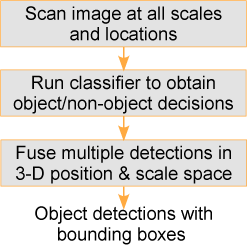 Scan image at all scales
and locations
Run classifier to obtain
object/non-object decisions
Fuse multiple detections in
3-D position & scale space
Object detections with
bounding boxes